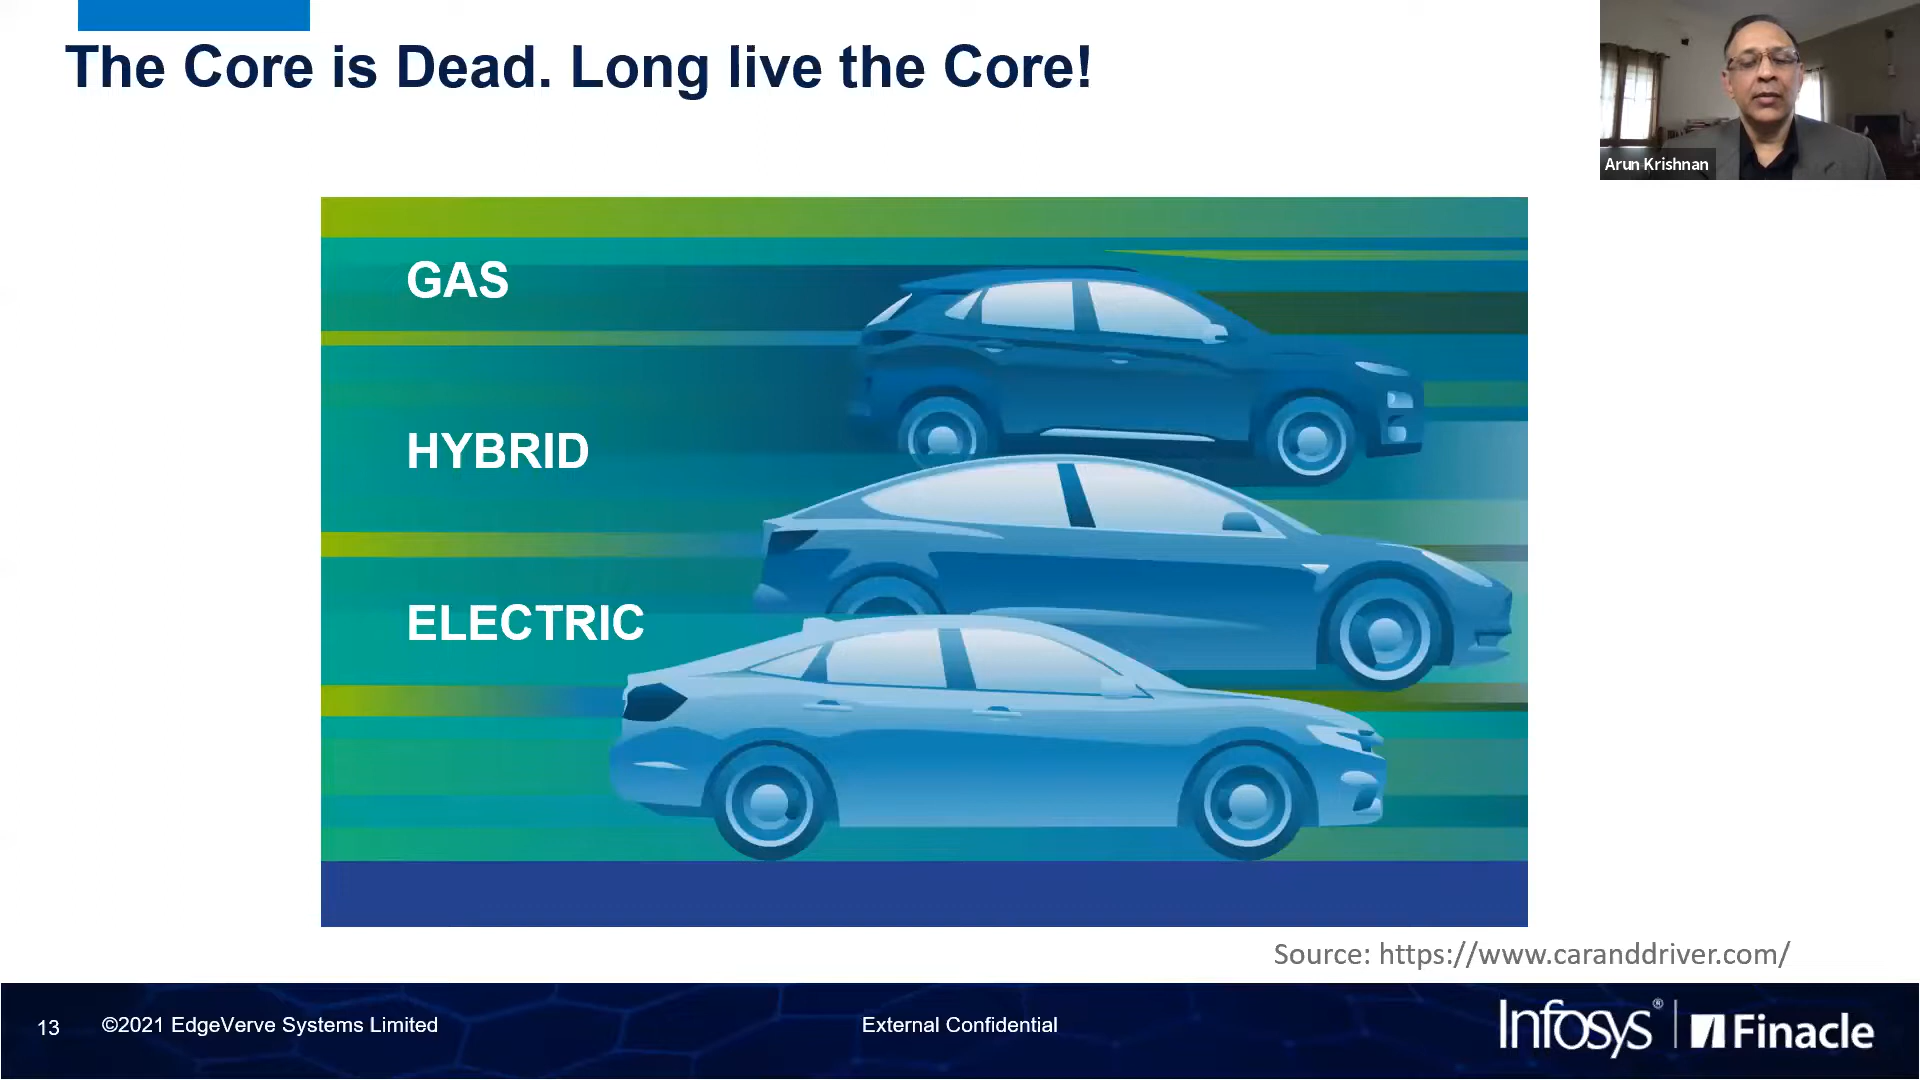 The Core is Dead. Long live the Core!
Arun Krishnan
GAS
HYBRID
ELECTRIC
Source: https://www.caranddriver.com/
13
©2021 EdgeVerve Systems Limited
External Confidential
Infosys® | Finacle